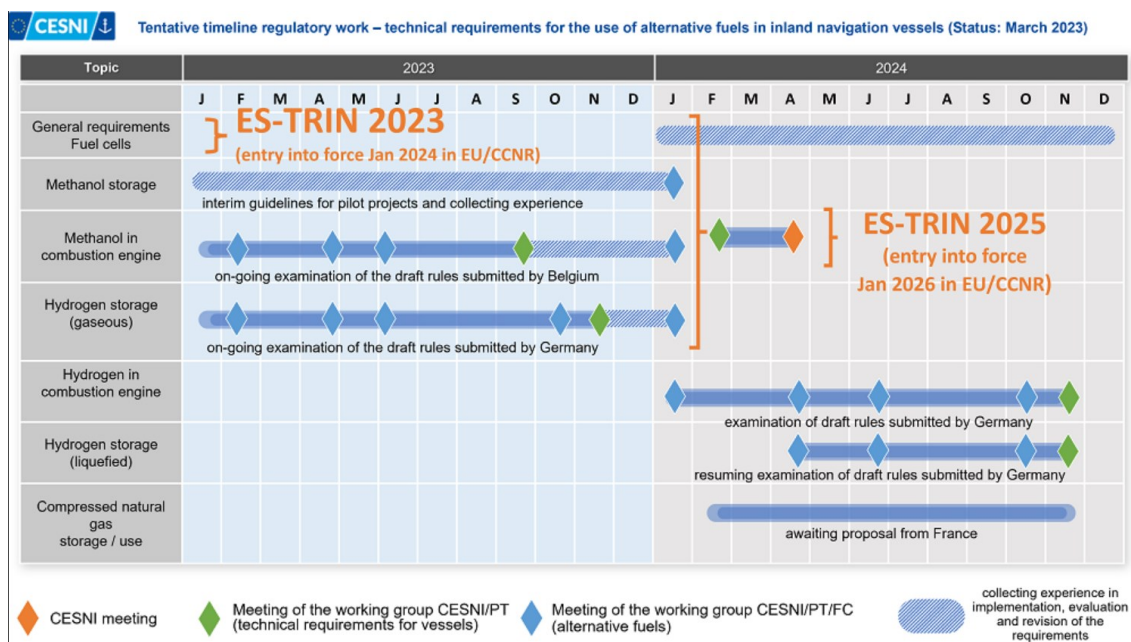 CESNI
Tentative timeline regulatory work – technical requirements for the use of alternative fuels in inland navigation vessels (Status: March 2023)
Topic 2023 2024
J F M A M J J A S O N D J F M A M J J A S O N D
General requirements
Fuel cells
ES-TRIN 2023
(entry into force Jan 2024 in EU/CCNR)
Methanol storage
interim guidelines for pilot projects and collecting experience
Methanol in
combustion engine
on-going examination of the draft rules submitted by Belgium
ES-TRIN 2025
(entry into force
Jan 2026 in EU/CCNR)
Hydrogen storage
(gaseous)
on-going examination of the draft rules submitted by Germany
Hydrogen in
combustion engine
examination of draft rules submitted by Germany
Hydrogen storage
(liquefied)
resuming examination of draft rules submitted by Germany
Compressed natural
gas
storage / use
awaiting proposal from France
CESNI meeting
Meeting of the working group CESNI/PT
(technical requirements for vessels)
Meeting of the working group CESNI/PT/FC
(alternative fuels)
collecting experience in
implementation, evaluation
and revision of the
requirements